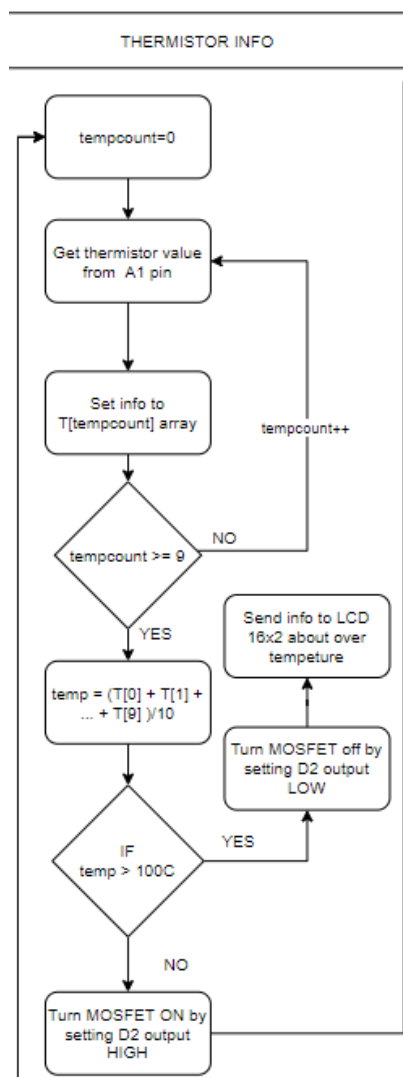 THERMISTOR INFO
tempcount=0
Get thermistor value
from A1 pin
Set info to
T[tempcount] array
tempcount++
tempcount >= 9
NO
YES
Send info to LCD
16x2 about over
tempeture
temp = (T[0] + T[1] +
... + T[9] )/10
Turn MOSFET off by
setting D2 output
LOW
IF
temp > 100C
YES
NO
Turn MOSFET ON by
setting D2 output
HIGH